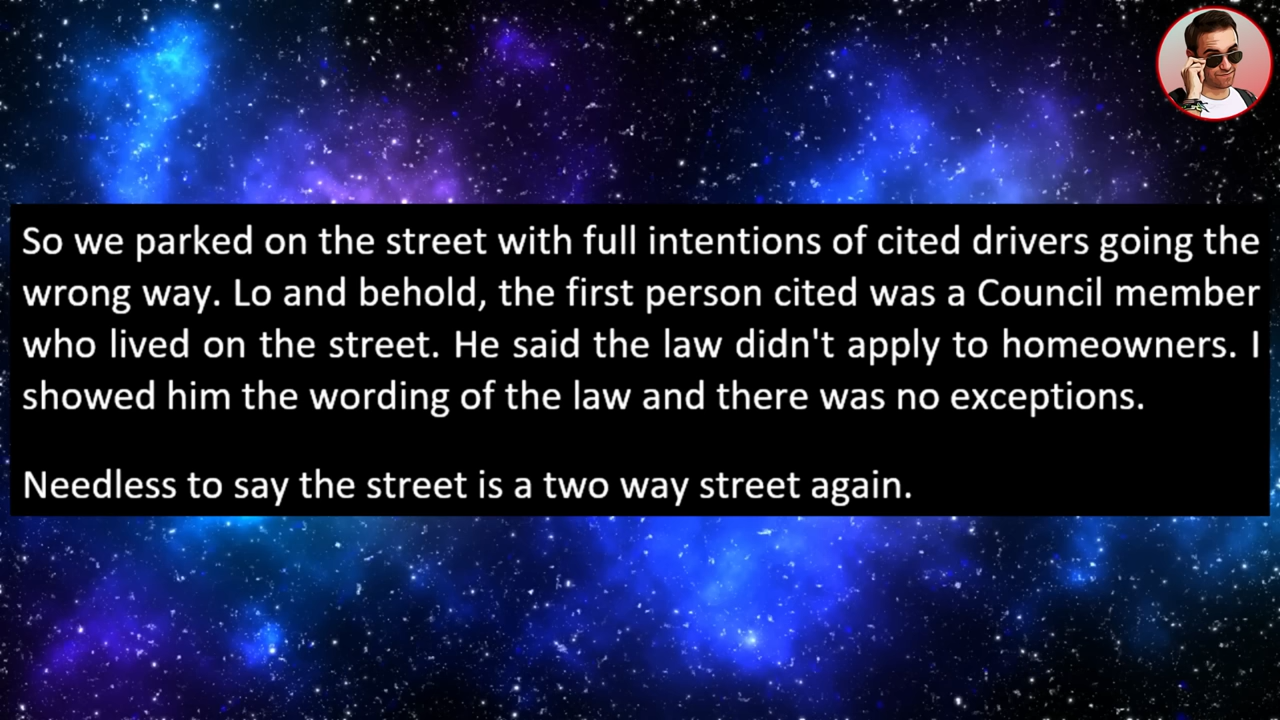 So we parked on the street with full intentions of cited drivers going the
wrong way. Lo and behold, the first person cited was a Council member
who lived on the street. He said the law didn't apply to homeowners. I
showed him the wording of the law and there was no exceptions.
Needless to say the street is a two way street again.